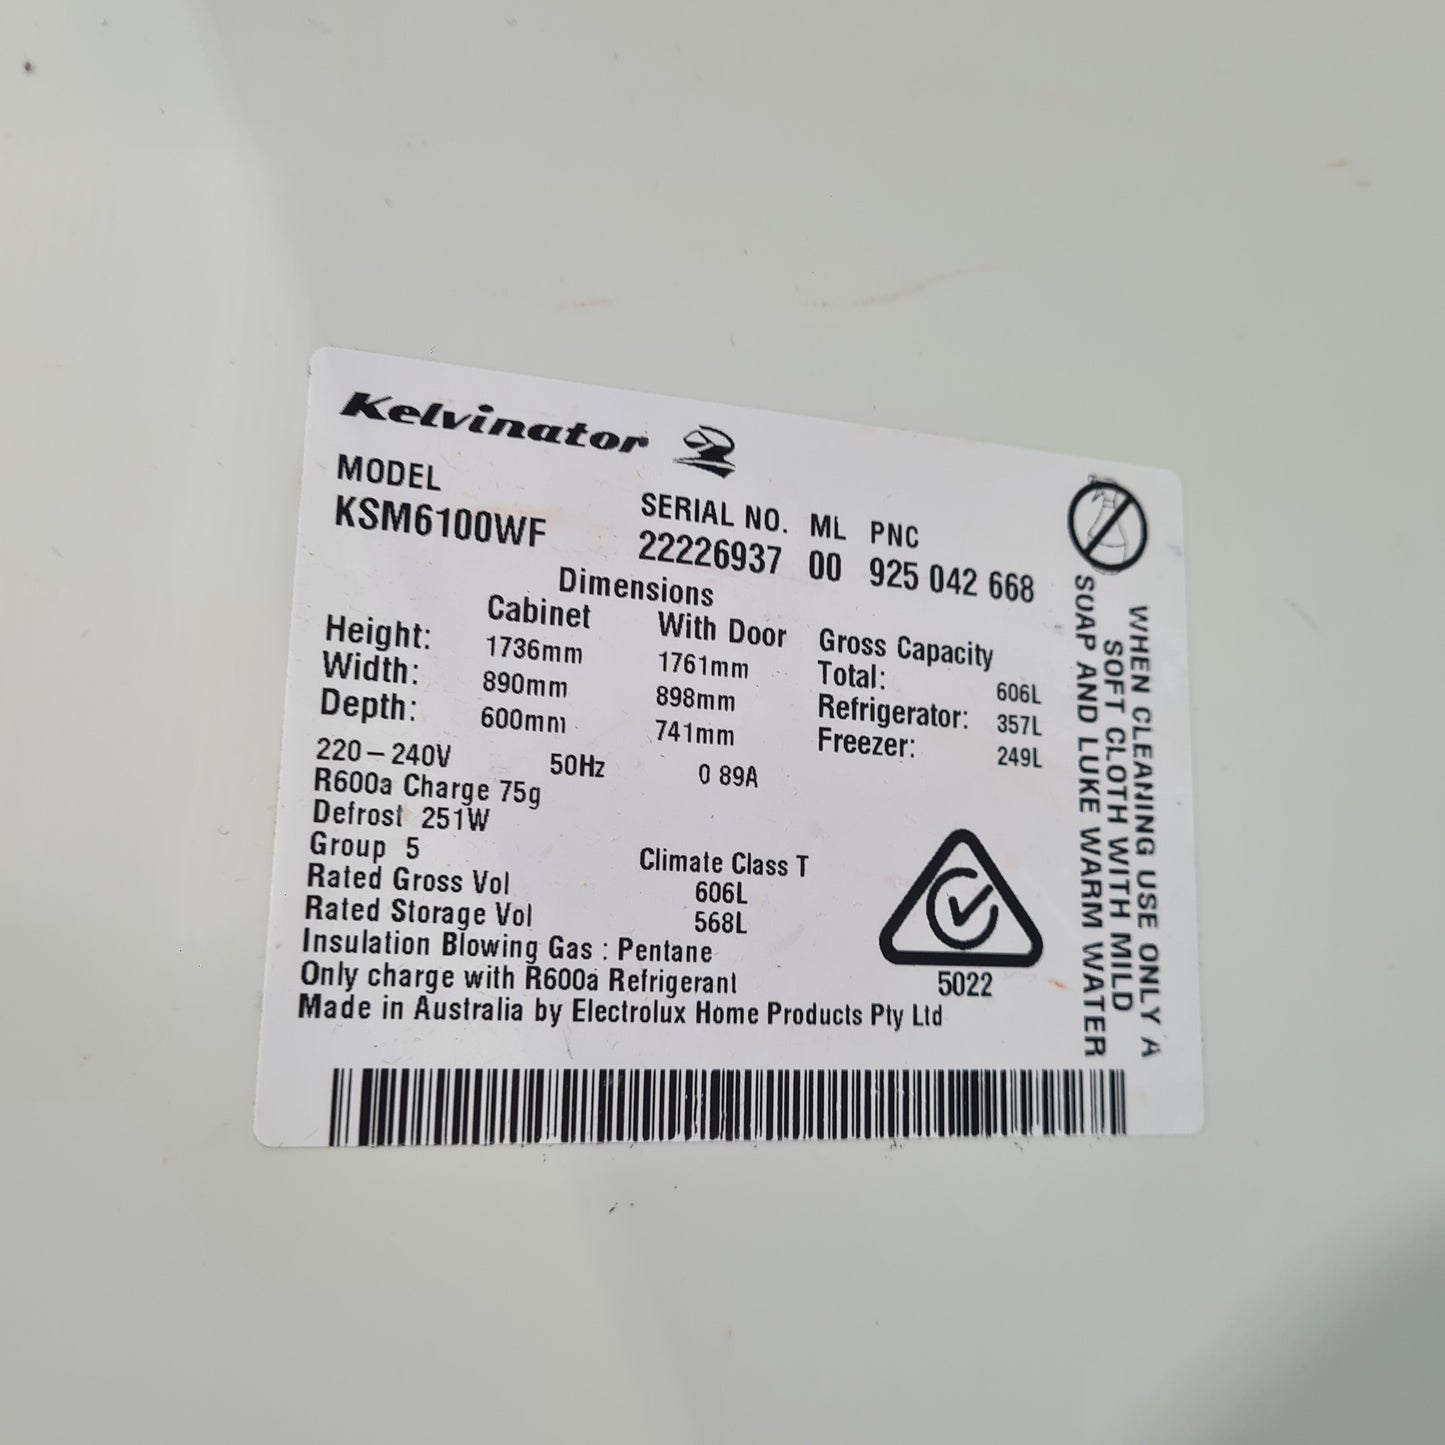 Kelvinator
MODEL
KSM6100WF
SERIAL NO. ML PNC
22226937 00 925 042 668
Dimensions
Cabinet With Door
Height: 1736mm 1761mm
Width: 890mm 898mm
Depth: 600mm 741mm
Gross Capacity
Total: 606L
Refrigerator: 357L
Freezer: 249L
220-240V 50Hz 0 89A
R600a Charge 75g
Defrost 251W
Group 5 Climate Class T
Rated Gross Vol 606L
Rated Storage Vol 568L
Insulation Blowing Gas : Pentane
Only charge with R600a Refrigerant
Made in Australia by Electrolux Home Products Pty Ltd
5022
WHEN CLEANING USE ONLY A
SOFT CLOTH WITH MILD
SOAP AND LUKE WARM WATER